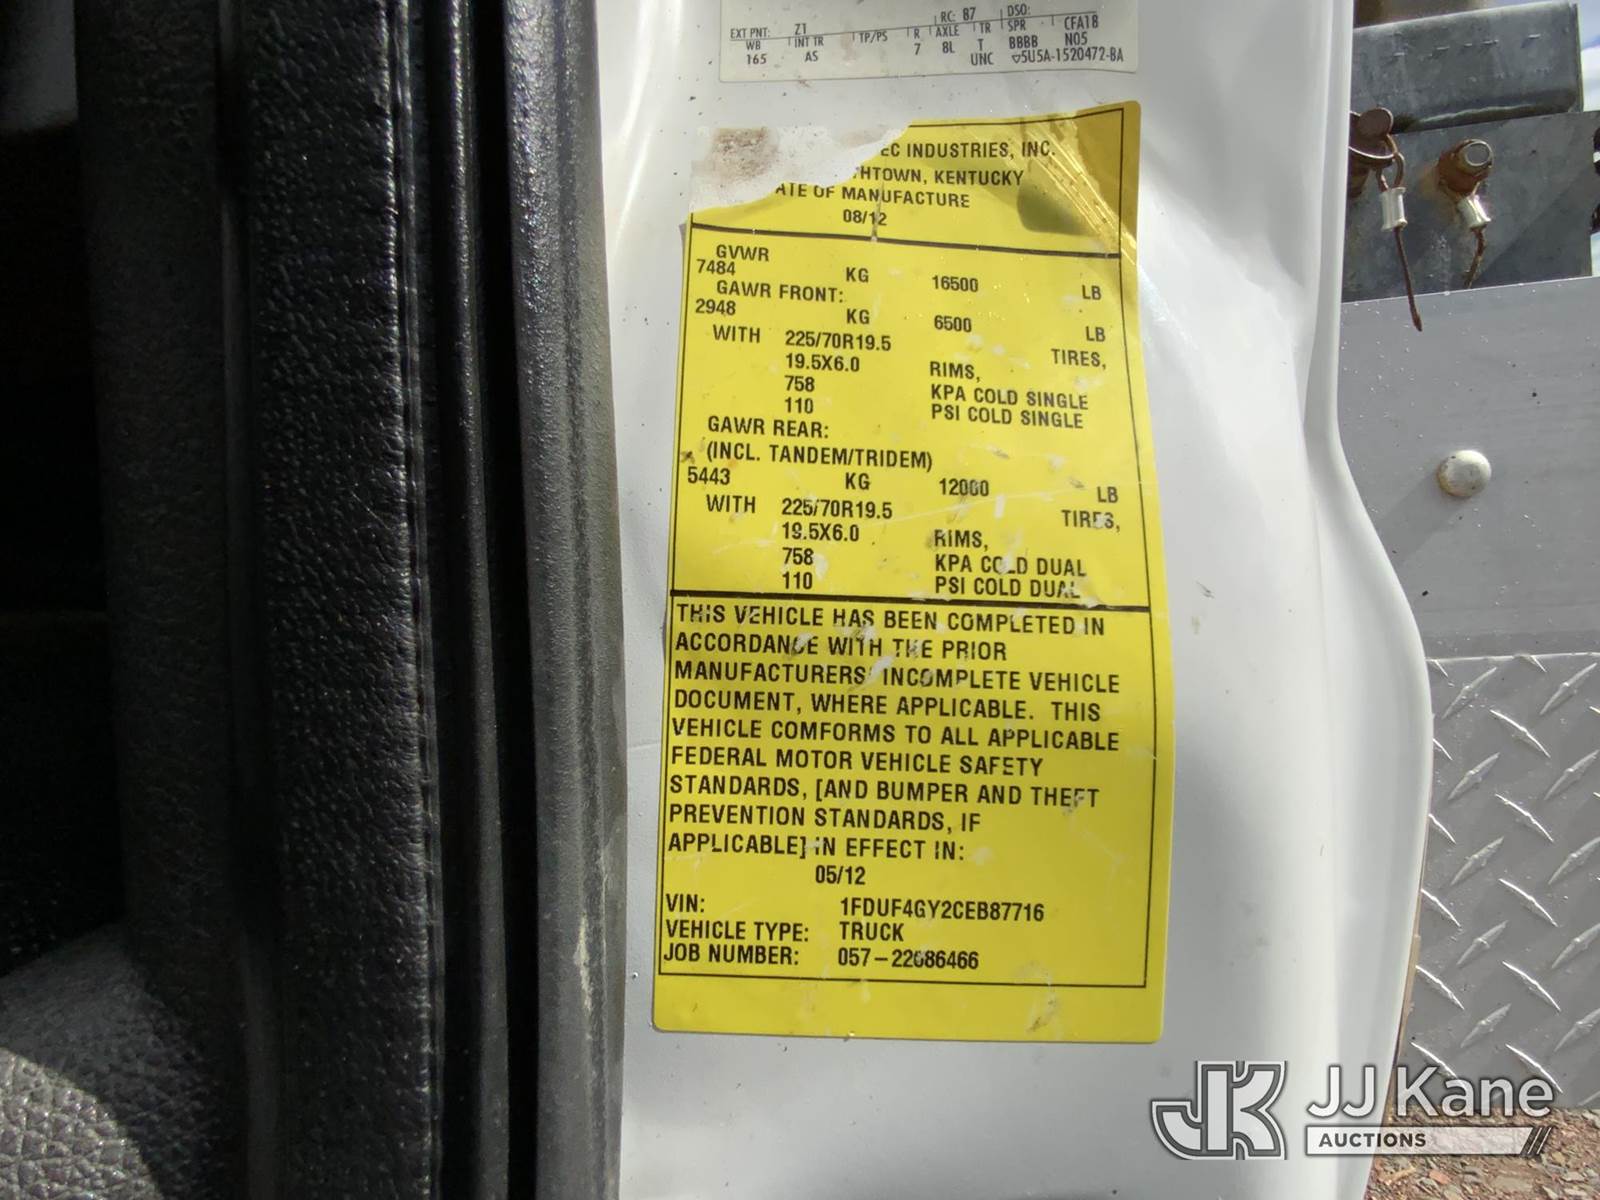 RC: 87 DSO:
EXT PNT: Z1
WB INT TR TP/PS R AXLE TR SPR CFA18
165 AS 7 8L T BBBB N05
UNC ▽5U5A-1520472-BA
EC INDUSTRIES, INC.
THTOWN, KENTUCKY
ATE OF MANUFACTURE
08/12
GVWR
7484 KG 16500 LB
GAWR FRONT:
2948 KG 6500 LB
WITH 225/70R19.5 TIRES,
19.5X6.0 RIMS,
758 KPA COLD SINGLE
110 PSI COLD SINGLE
GAWR REAR:
(INCL. TANDEM/TRIDEM)
5443 KG 12000 LB
WITH 225/70R19.5 TIRES,
19.5X6.0 RIMS,
758 KPA COLD DUAL
110 PSI COLD DUAL
THIS VEHICLE HAS BEEN COMPLETED IN
ACCORDANCE WITH THE PRIOR
MANUFACTURERS' INCOMPLETE VEHICLE
DOCUMENT, WHERE APPLICABLE. THIS
VEHICLE COMFORMS TO ALL APPLICABLE
FEDERAL MOTOR VEHICLE SAFETY
STANDARDS, [AND BUMPER AND THEFT
PREVENTION STANDARDS, IF
APPLICABLE] IN EFFECT IN:
05/12
VIN: 1FDUF4GY2CEB87716
VEHICLE TYPE: TRUCK
JOB NUMBER: 057-22686466
JK JJ Kane
AUCTIONS